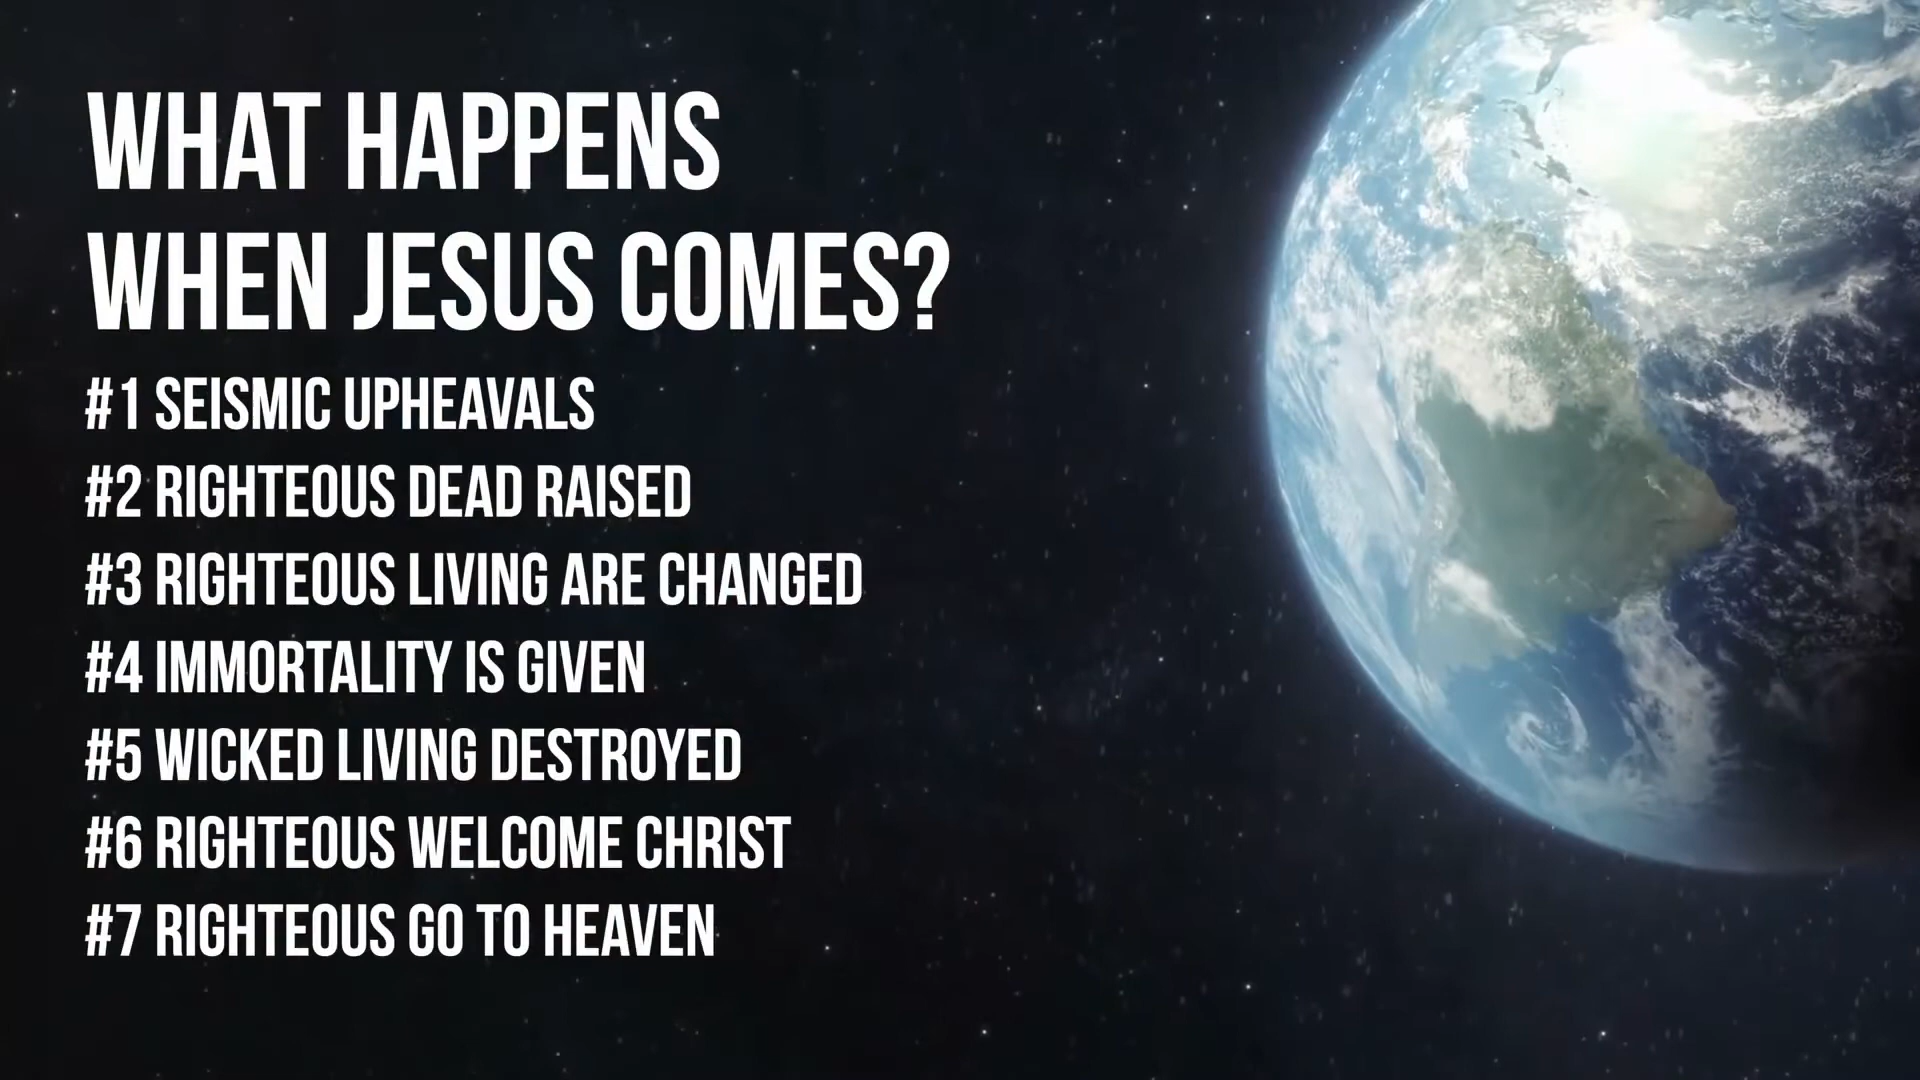 WHAT HAPPENS
WHEN JESUS COMES?
#1 SEISMIC UPHEAVALS
#2 RIGHTEOUS DEAD RAISED
#3 RIGHTEOUS LIVING ARE CHANGED
#4 IMMORTALITY IS GIVEN
#5 WICKED LIVING DESTROYED
#6 RIGHTEOUS WELCOME CHRIST
#7 RIGHTEOUS GO TO HEAVEN